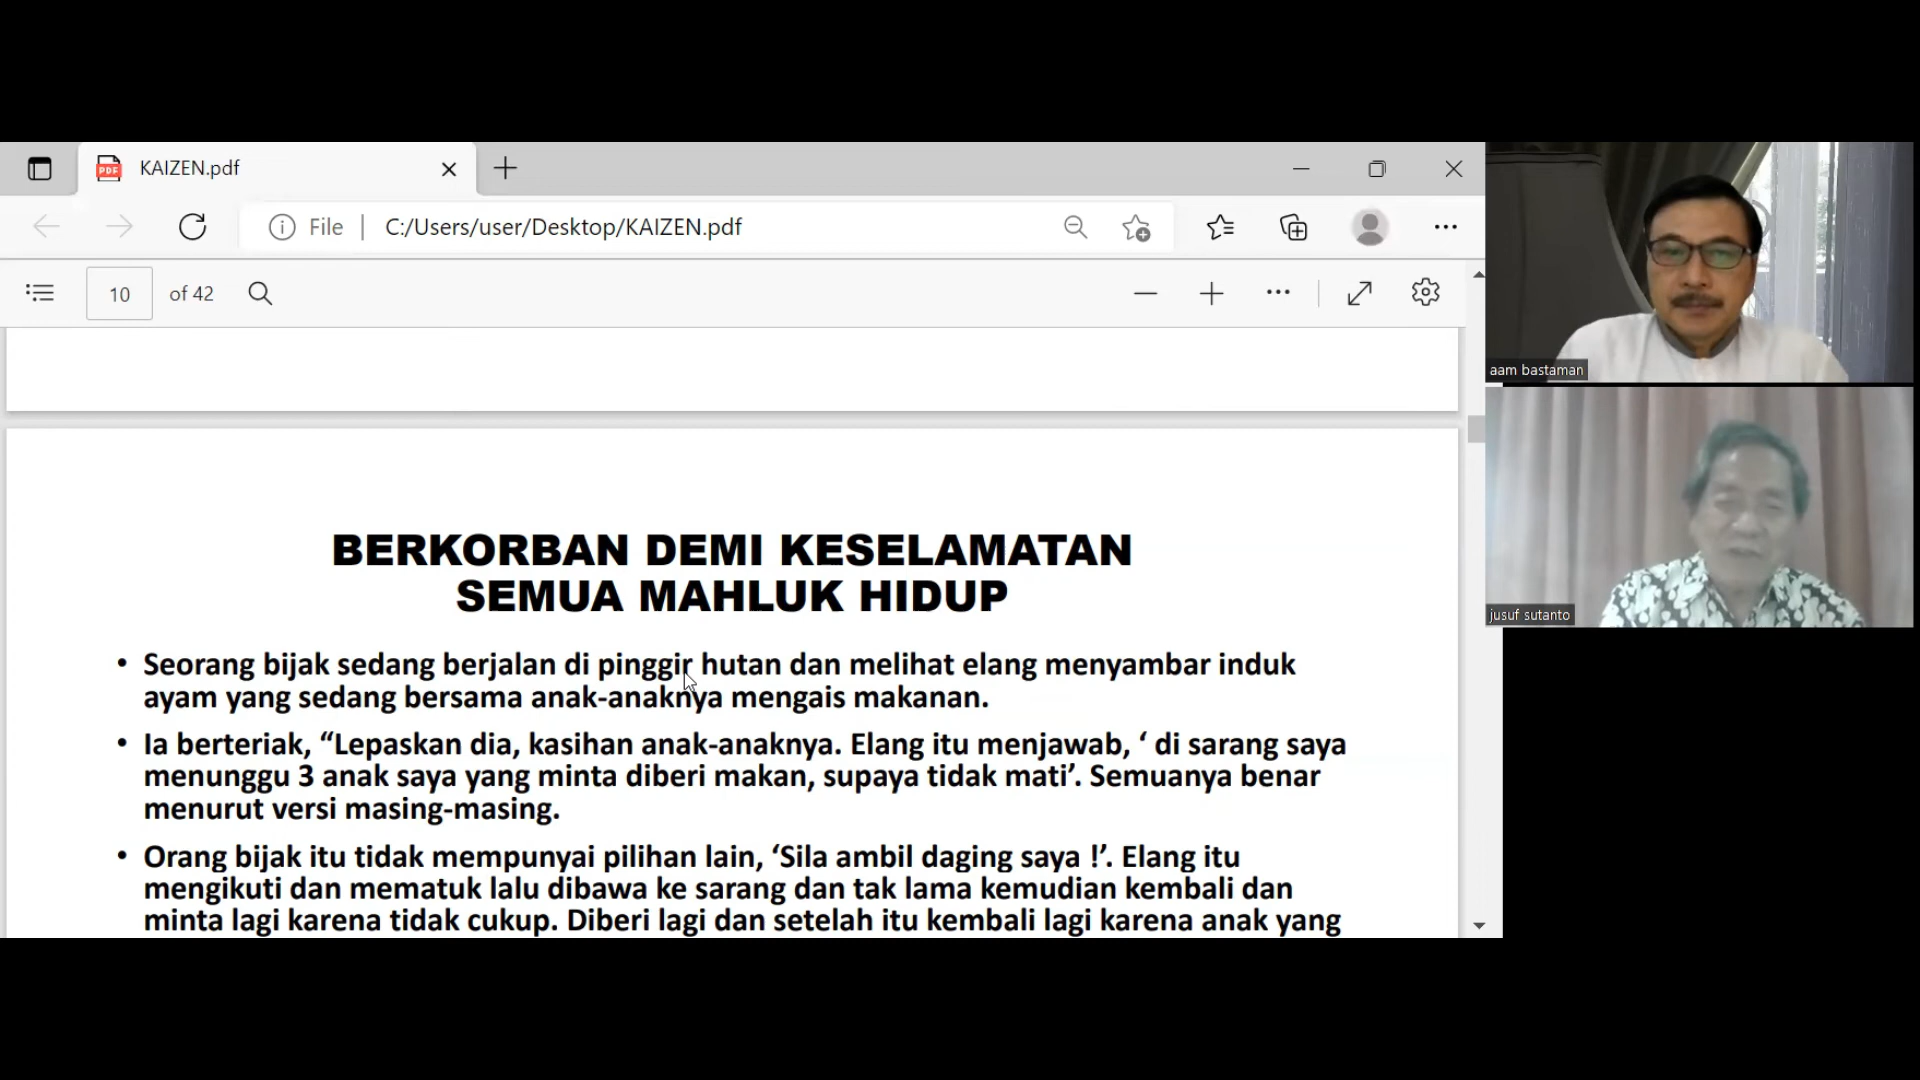 KAIZEN.pdf
File
C:/Users/user/Desktop/KAIZEN.pdf
10 of 42
BERKORBAN DEMI KESELAMATAN
SEMUA MAHLUK HIDUP
• Seorang bijak sedang berjalan di pinggir hutan dan melihat elang menyambar induk
ayam yang sedang bersama anak-anaknya mengais makanan.
• Ia berteriak, “Lepaskan dia, kasihan anak-anaknya. Elang itu menjawab, ‘ di sarang saya
menunggu 3 anak saya yang minta diberi makan, supaya tidak mati’. Semuanya benar
menurut versi masing-masing.
• Orang bijak itu tidak mempunyai pilihan lain, ‘Sila ambil daging saya !’. Elang itu
mengikuti dan mematuk lalu dibawa ke sarang dan tak lama kemudian kembali dan
minta lagi karena tidak cukup. Diberi lagi dan setelah itu kembali lagi karena anak yang
aam bastaman
jusuf sutanto
PDF